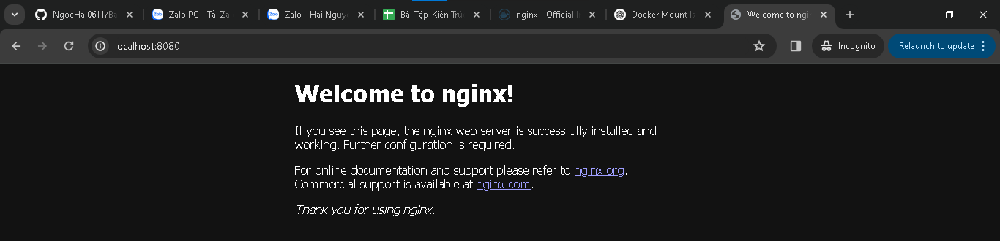 NgocHai0611/Ba
Zalo PC - Tải Zal
Zalo - Hai Nguy
Bài Tập-Kiến Trú
nginx - Official I
Docker Mount Is
Welcome to ngin
localhost:8080
Incognito
Relaunch to update
Welcome to nginx!
If you see this page, the nginx web server is successfully installed and
working. Further configuration is required.
For online documentation and support please refer to nginx.org.
Commercial support is available at nginx.com.
Thank you for using nginx.